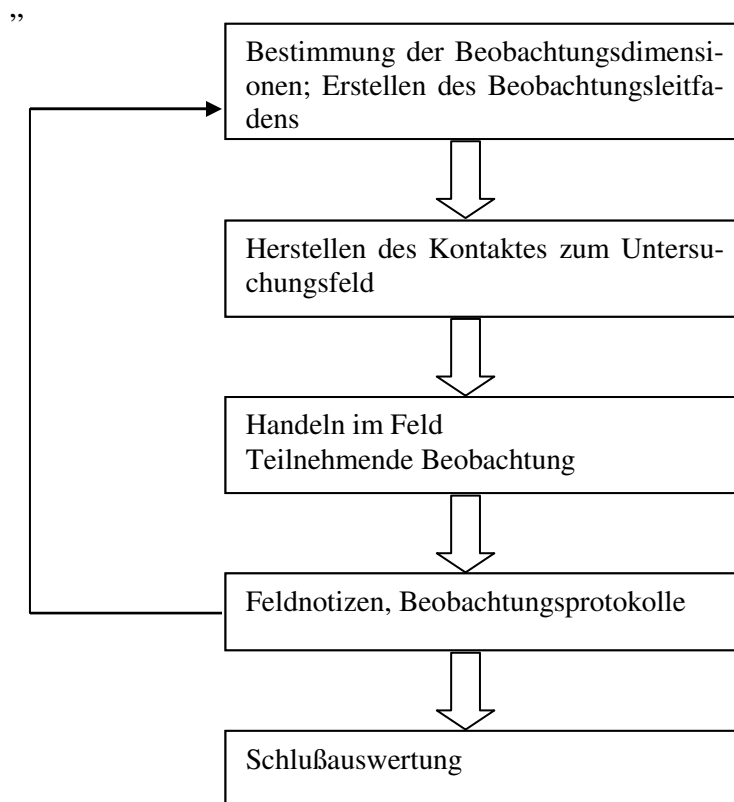 ”
Bestimmung der Beobachtungsdimensi-
onen; Erstellen des Beobachtungsleitfa-
dens
Herstellen des Kontaktes zum Untersu-
chungsfeld
Handeln im Feld
Teilnehmende Beobachtung
Feldnotizen, Beobachtungsprotokolle
Schlußauswertung